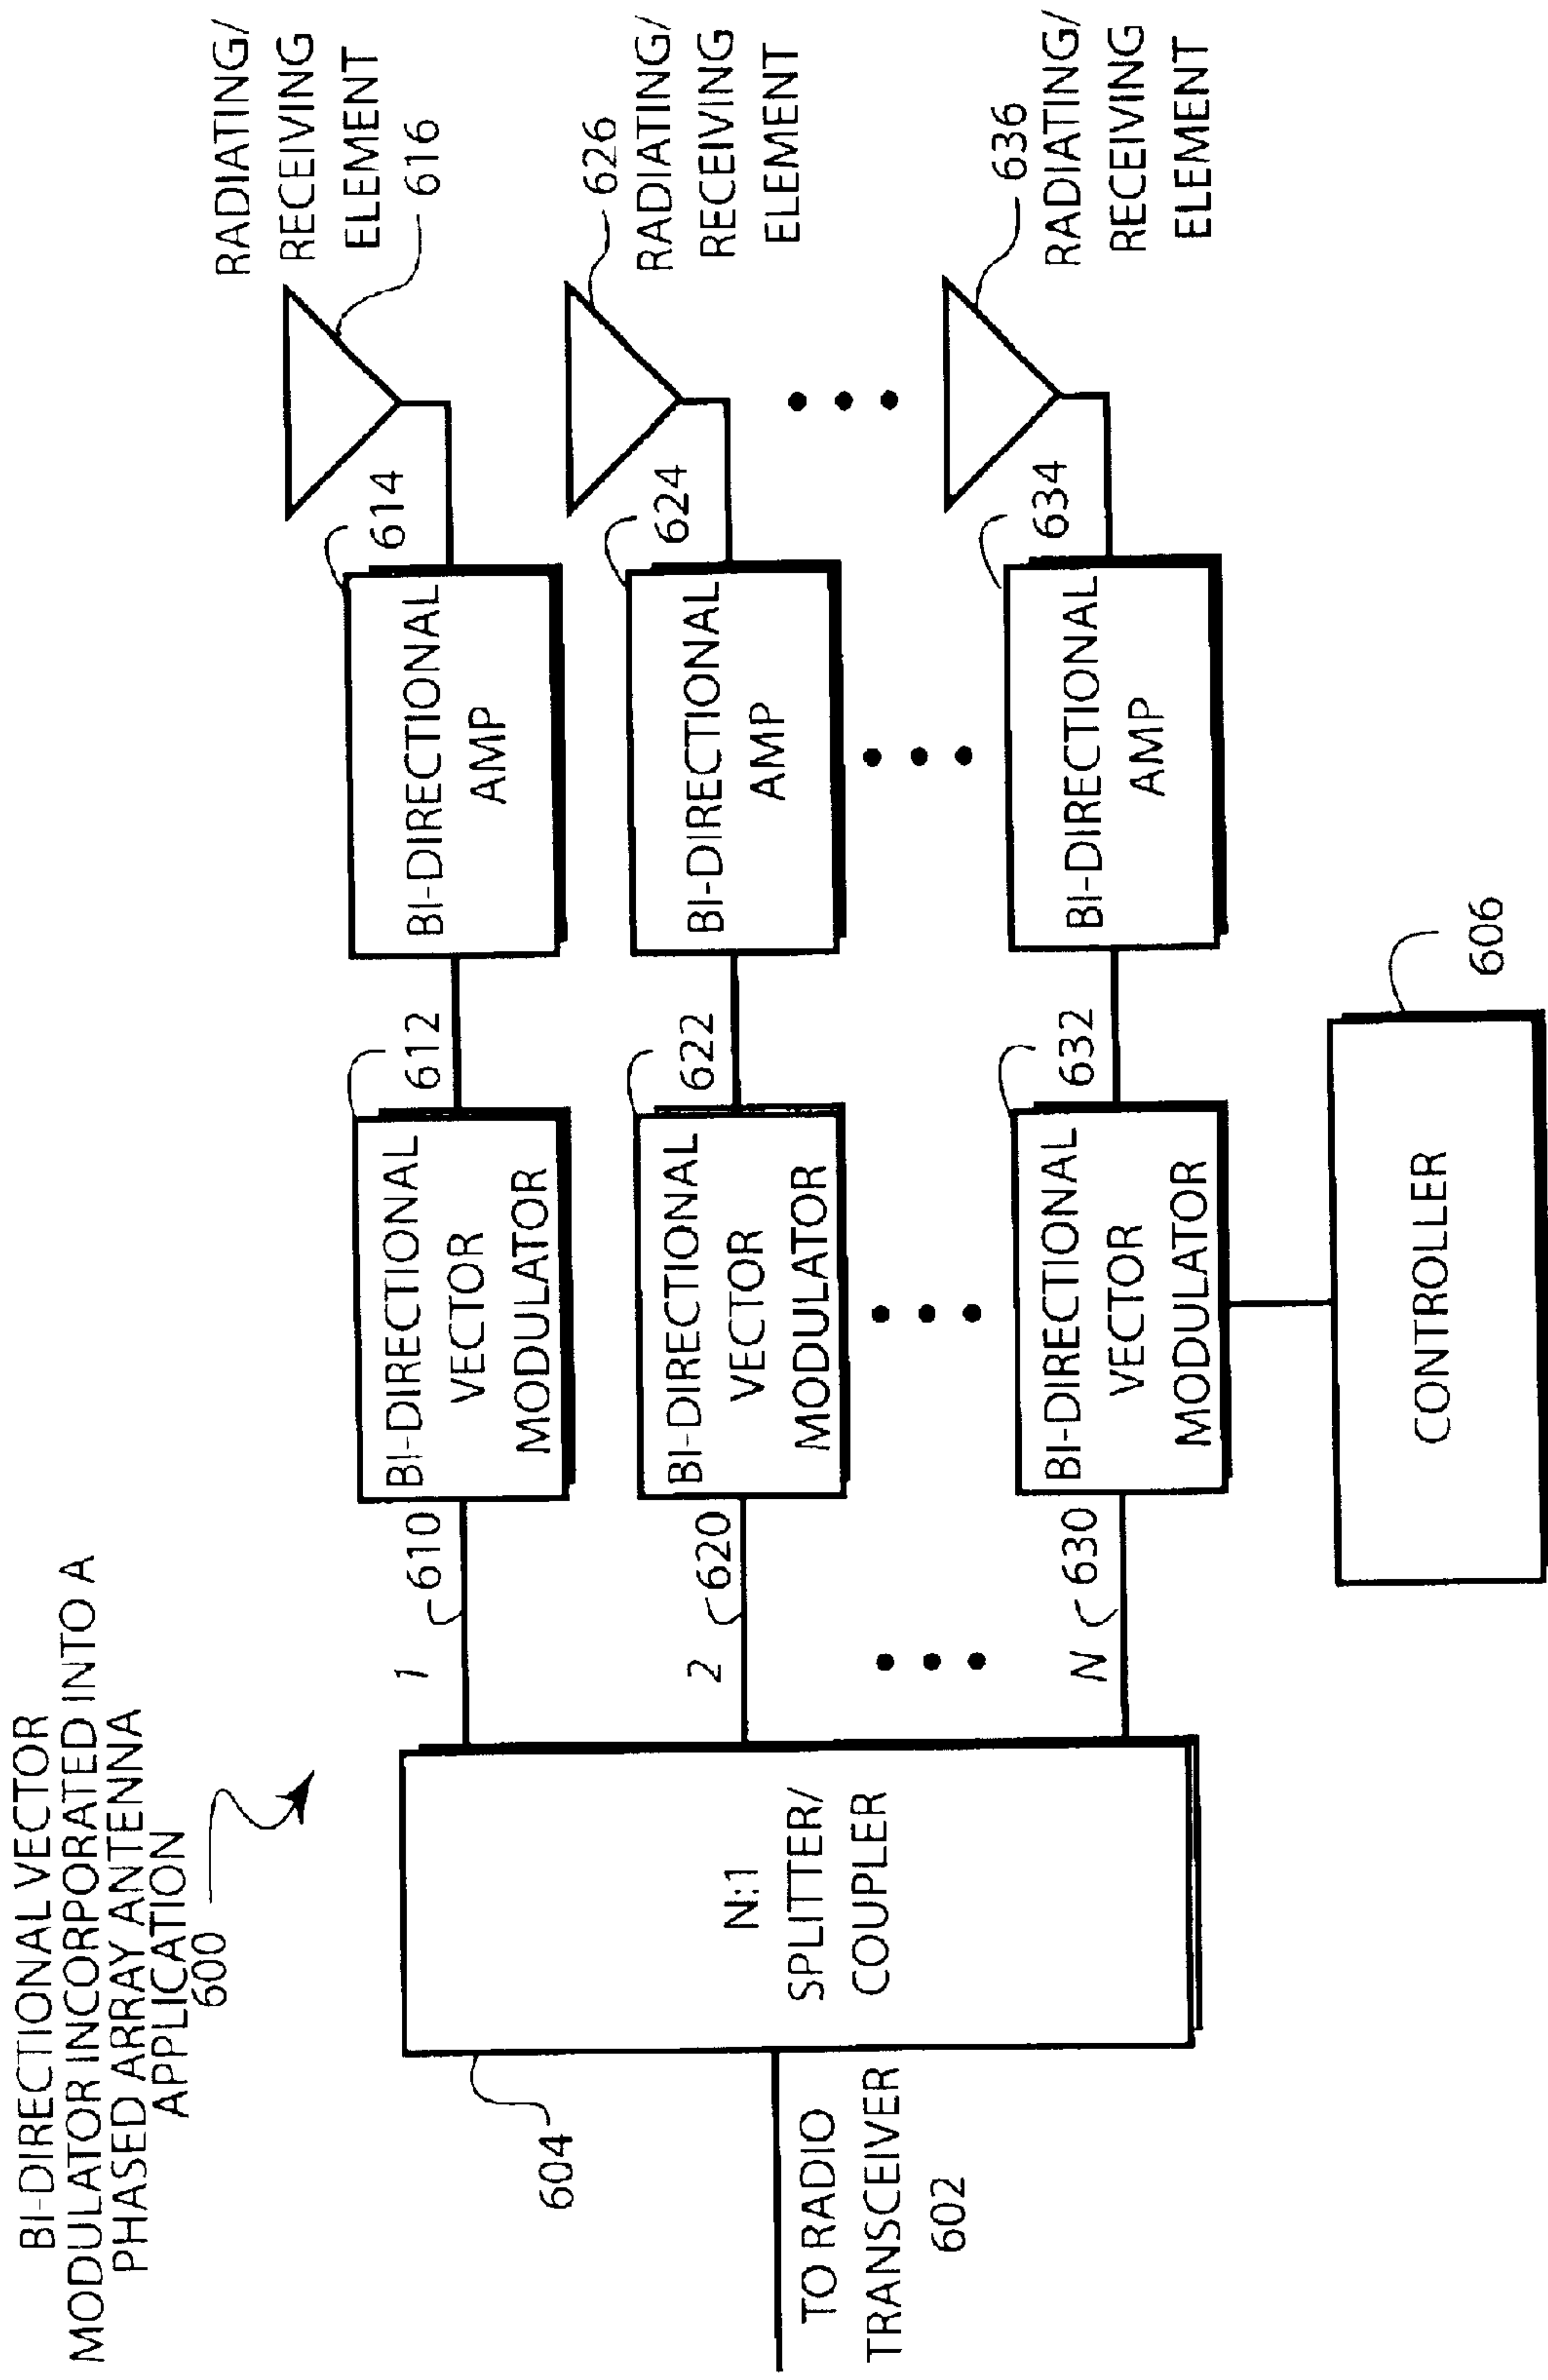 BI-DIRECTIONAL VECTOR
MODULATOR INCORPORATED INTO A
PHASED ARRAY ANTENNA
APPLICATION
600
TO RADIO
TRANSCEIVER
602
604
N:1
SPLITTER/
COUPLER
1
610
BI-DIRECTIONAL
VECTOR
MODULATOR
612
BI-DIRECTIONAL
AMP
614
RADIATING/
RECEIVING
ELEMENT
616
2
620
BI-DIRECTIONAL
VECTOR
MODULATOR
622
BI-DIRECTIONAL
AMP
624
626
RADIATING/
RECEIVING
ELEMENT
N
630
BI-DIRECTIONAL
VECTOR
MODULATOR
632
BI-DIRECTIONAL
AMP
634
636
RADIATING/
RECEIVING
ELEMENT
CONTROLLER
606